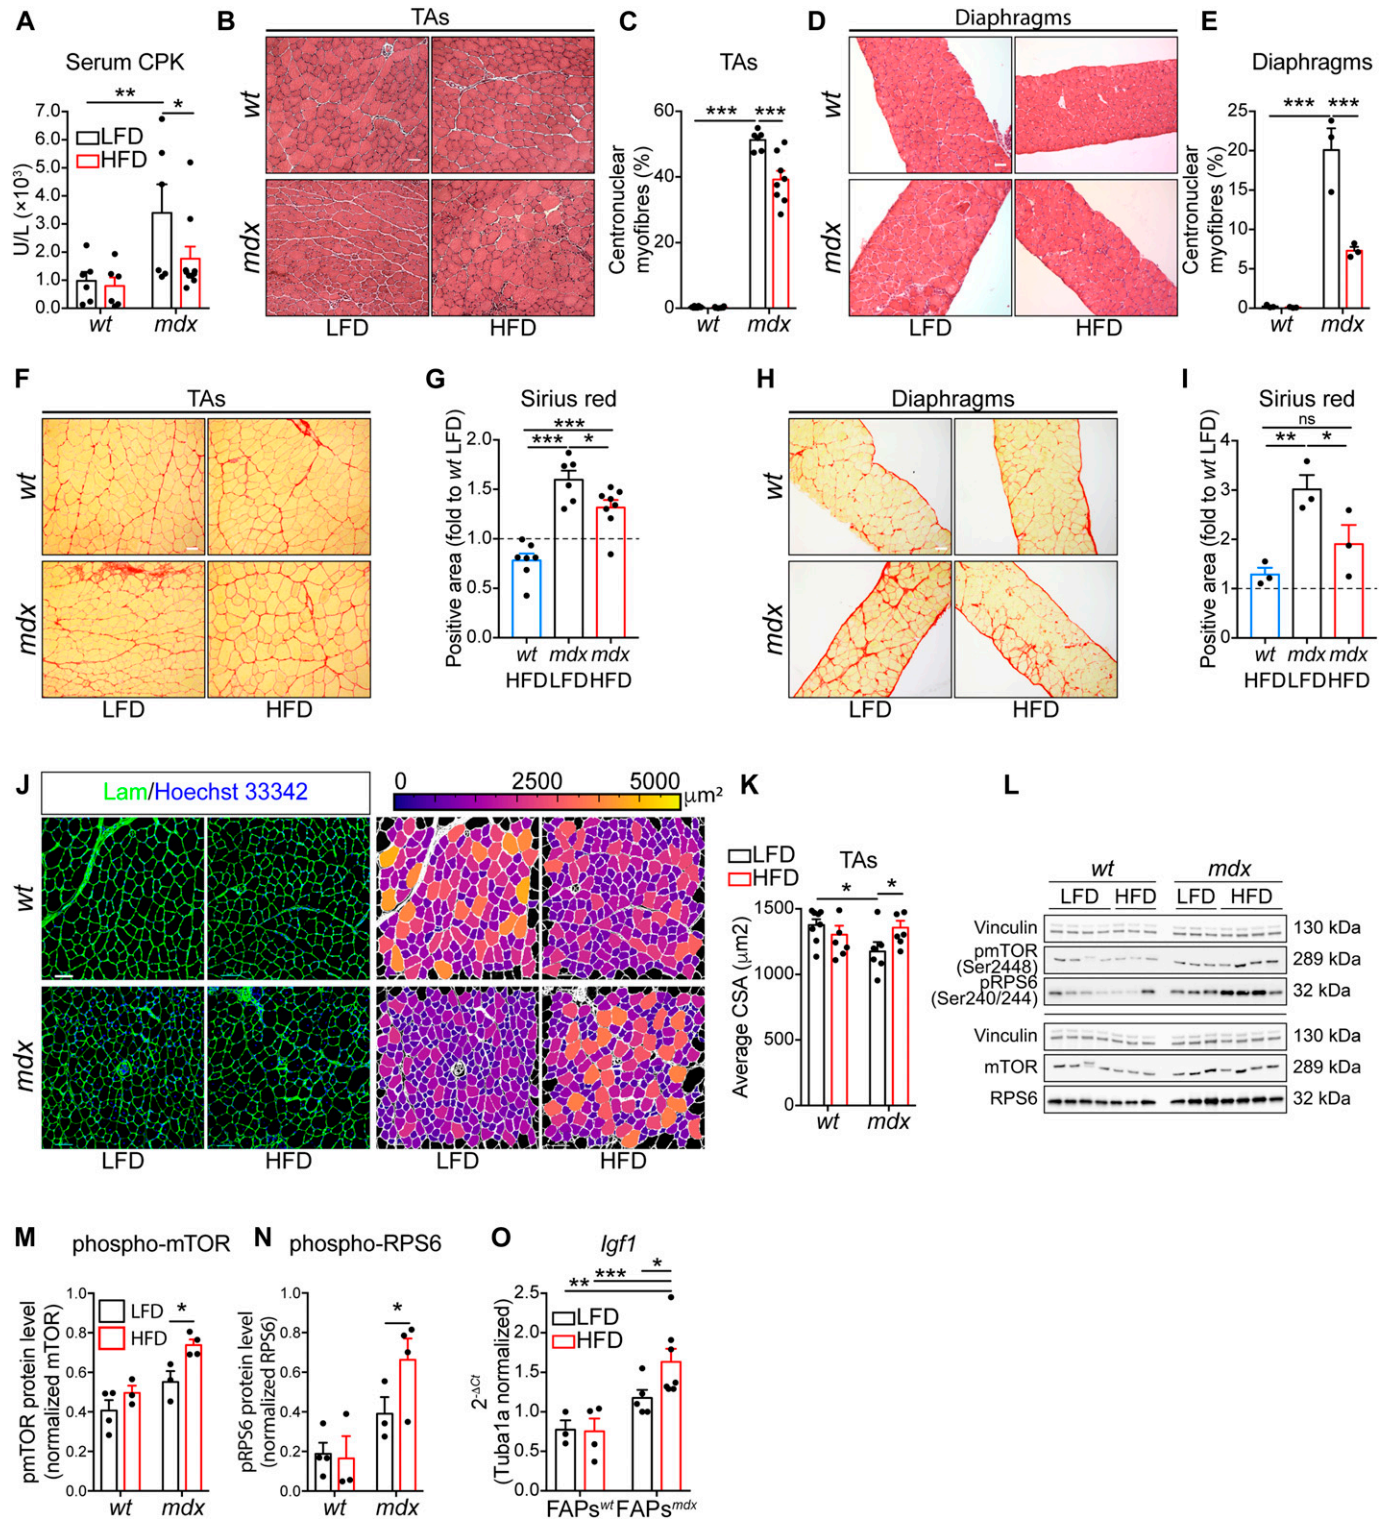 A
Serum CPK
** *
LFD
HFD
U/L (×10³)
7.0
6.0
5.0
4.0
3.0
2.0
1.0
0.0
wt mdx
B
TAs
wt
mdx
LFD HFD
C
TAs
*** ***
Centronuclear
myofibres (%)
60
40
20
0
wt mdx
D
Diaphragms
wt
mdx
LFD HFD
E
Diaphragms
*** ***
Centronuclear
myofibres (%)
25
20
15
10
5
0
wt mdx
F
TAs
wt
mdx
LFD HFD
G
Sirius red
***
*** *
Positive area (fold to wt LFD)
2.0
1.5
1.0
0.5
0.0
wt mdx mdx
HFD LFD HFD
H
Diaphragms
wt
mdx
LFD HFD
I
Sirius red
ns
** *
Positive area (fold to wt LFD)
4
3
2
1
0
wt mdx mdx
HFD LFD HFD
J
Lam/Hoechst 33342
0 2500 5000
μm²
wt
mdx
LFD HFD LFD HFD
K
LFD
HFD
TAs
* *
Average CSA (μm2)
1500
1000
500
0
wt mdx
L
wt mdx
LFD HFD LFD HFD
Vinculin 130 kDa
pmTOR
(Ser2448) 289 kDa
pRPS6
(Ser240/244) 32 kDa
Vinculin 130 kDa
mTOR 289 kDa
RPS6 32 kDa
M
phospho-mTOR
LFD
HFD
*
pmTOR protein level
(normalized mTOR)
1.0
0.8
0.6
0.4
0.2
0.0
wt mdx
N
phospho-RPS6
*
pRPS6 protein level
(normalized RPS6)
1.0
0.8
0.6
0.4
0.2
0.0
wt mdx
O
Igf1
*
***
**
LFD
HFD
2-ΔCt
(Tuba1a normalized)
2.5
2.0
1.5
1.0
0.5
0.0
FAPswt FAPsmdx